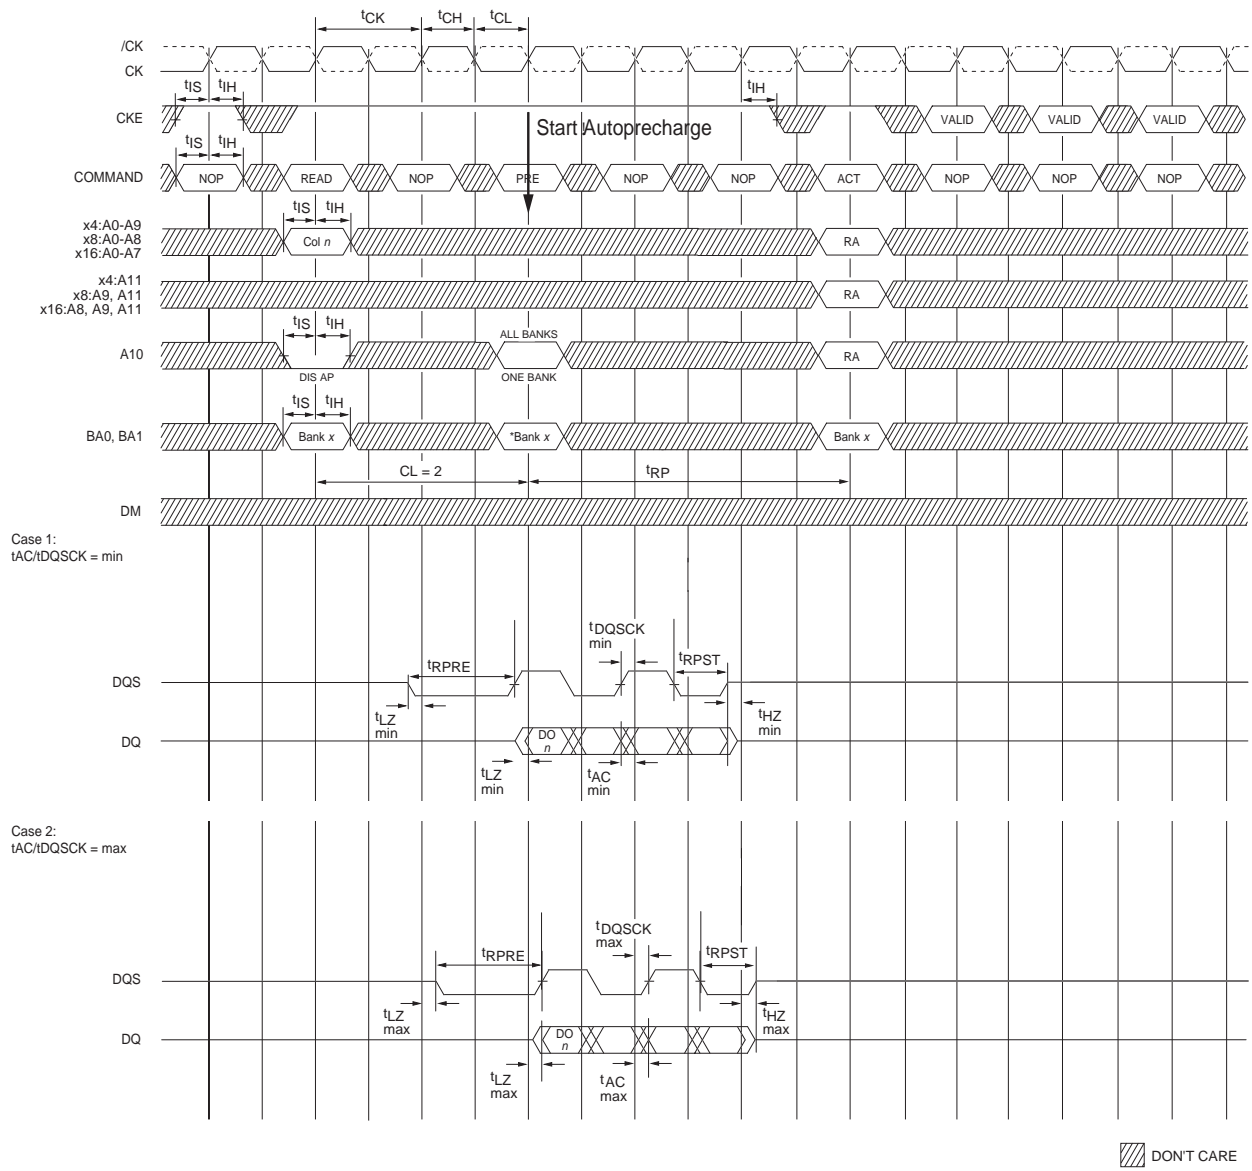 tCK tCH tCL
/CK
CK
tIS tIH tIH
CKE VALID VALID VALID
Start Autoprecharge
tIS tIH
COMMAND NOP READ NOP PRE NOP NOP ACT NOP NOP NOP
tIS tIH
x4:A0-A9
x8:A0-A8
x16:A0-A7
Col n RA
x4:A11
x8:A9, A11
x16:A8, A9, A11
RA
tIS tIH
ALL BANKS
A10 RA
DIS AP ONE BANK
tIS tIH
BA0, BA1 Bank x *Bank x Bank x
CL = 2 tRP
DM
Case 1:
tAC/tDQSCK = min
tDQSCK
min
tRPRE tRPST
DQS
tLZ
min
tHZ
min
DQ DO
n
tLZ
min
tAC
min
Case 2:
tAC/tDQSCK = max
tDQSCK
max
tRPRE tRPST
DQS
tLZ
max
tHZ
max
DQ DO
n
tLZ
max
tAC
max
DON'T CARE